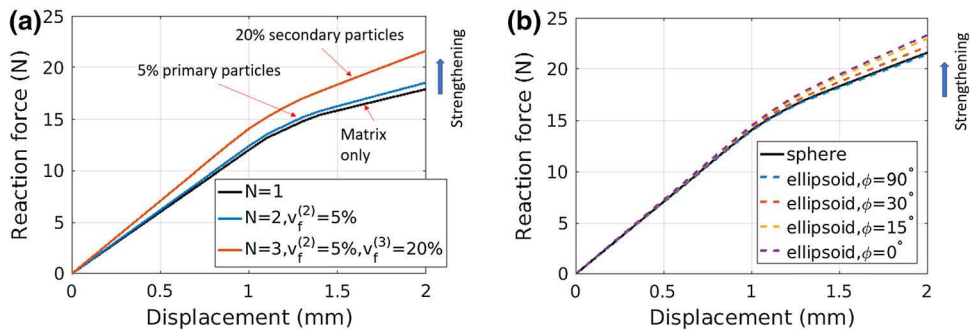 (a)
25
20
15
10
5
0
Reaction force (N)
20% secondary particles
5% primary particles
Matrix
only
Strengthening
N=1
N=2,v_f^(2)=5%
N=3,v_f^(2)=5%,v_f^(3)=20%
0 0.5 1 1.5 2
Displacement (mm)
(b)
25
20
15
10
5
0
Reaction force (N)
Strengthening
sphere
ellipsoid,ϕ=90°
ellipsoid,ϕ=30°
ellipsoid,ϕ=15°
ellipsoid,ϕ=0°
0 0.5 1 1.5 2
Displacement (mm)